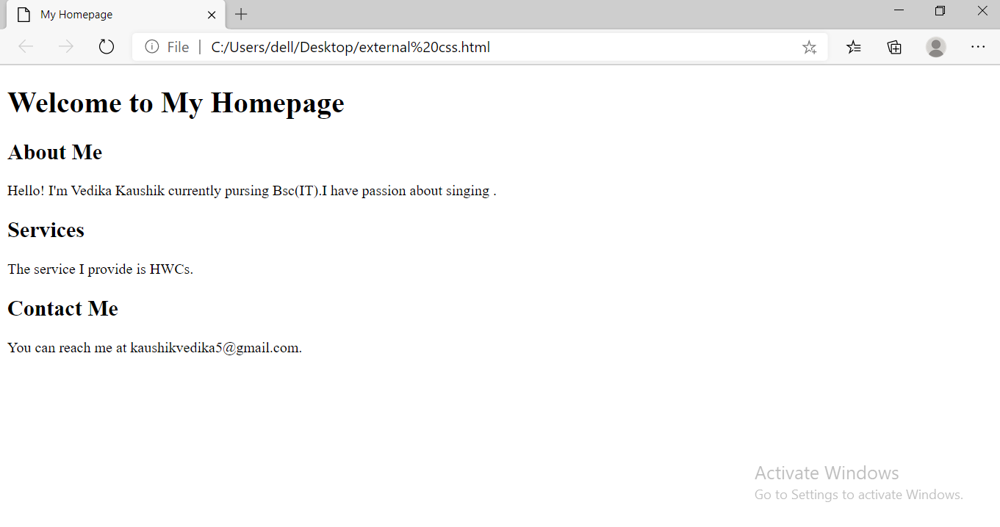 My Homepage
File | C:/Users/dell/Desktop/external%20css.html
Welcome to My Homepage
About Me
Hello! I'm Vedika Kaushik currently pursing Bsc(IT).I have passion about singing .
Services
The service I provide is HWCs.
Contact Me
You can reach me at kaushikvedika5@gmail.com.
Activate Windows
Go to Settings to activate Windows.